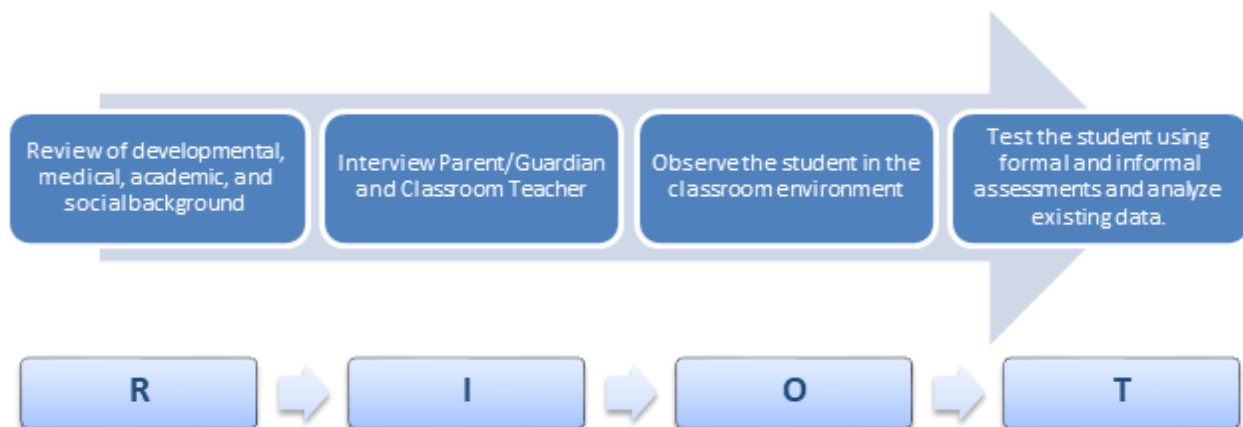 Review of developmental,
medical, academic, and
social background
Interview Parent/Guardian
and Classroom Teacher
Observe the student in the
classroom environment
Test the student using
formal and informal
assessments and analyze
existing data.
R
I
O
T